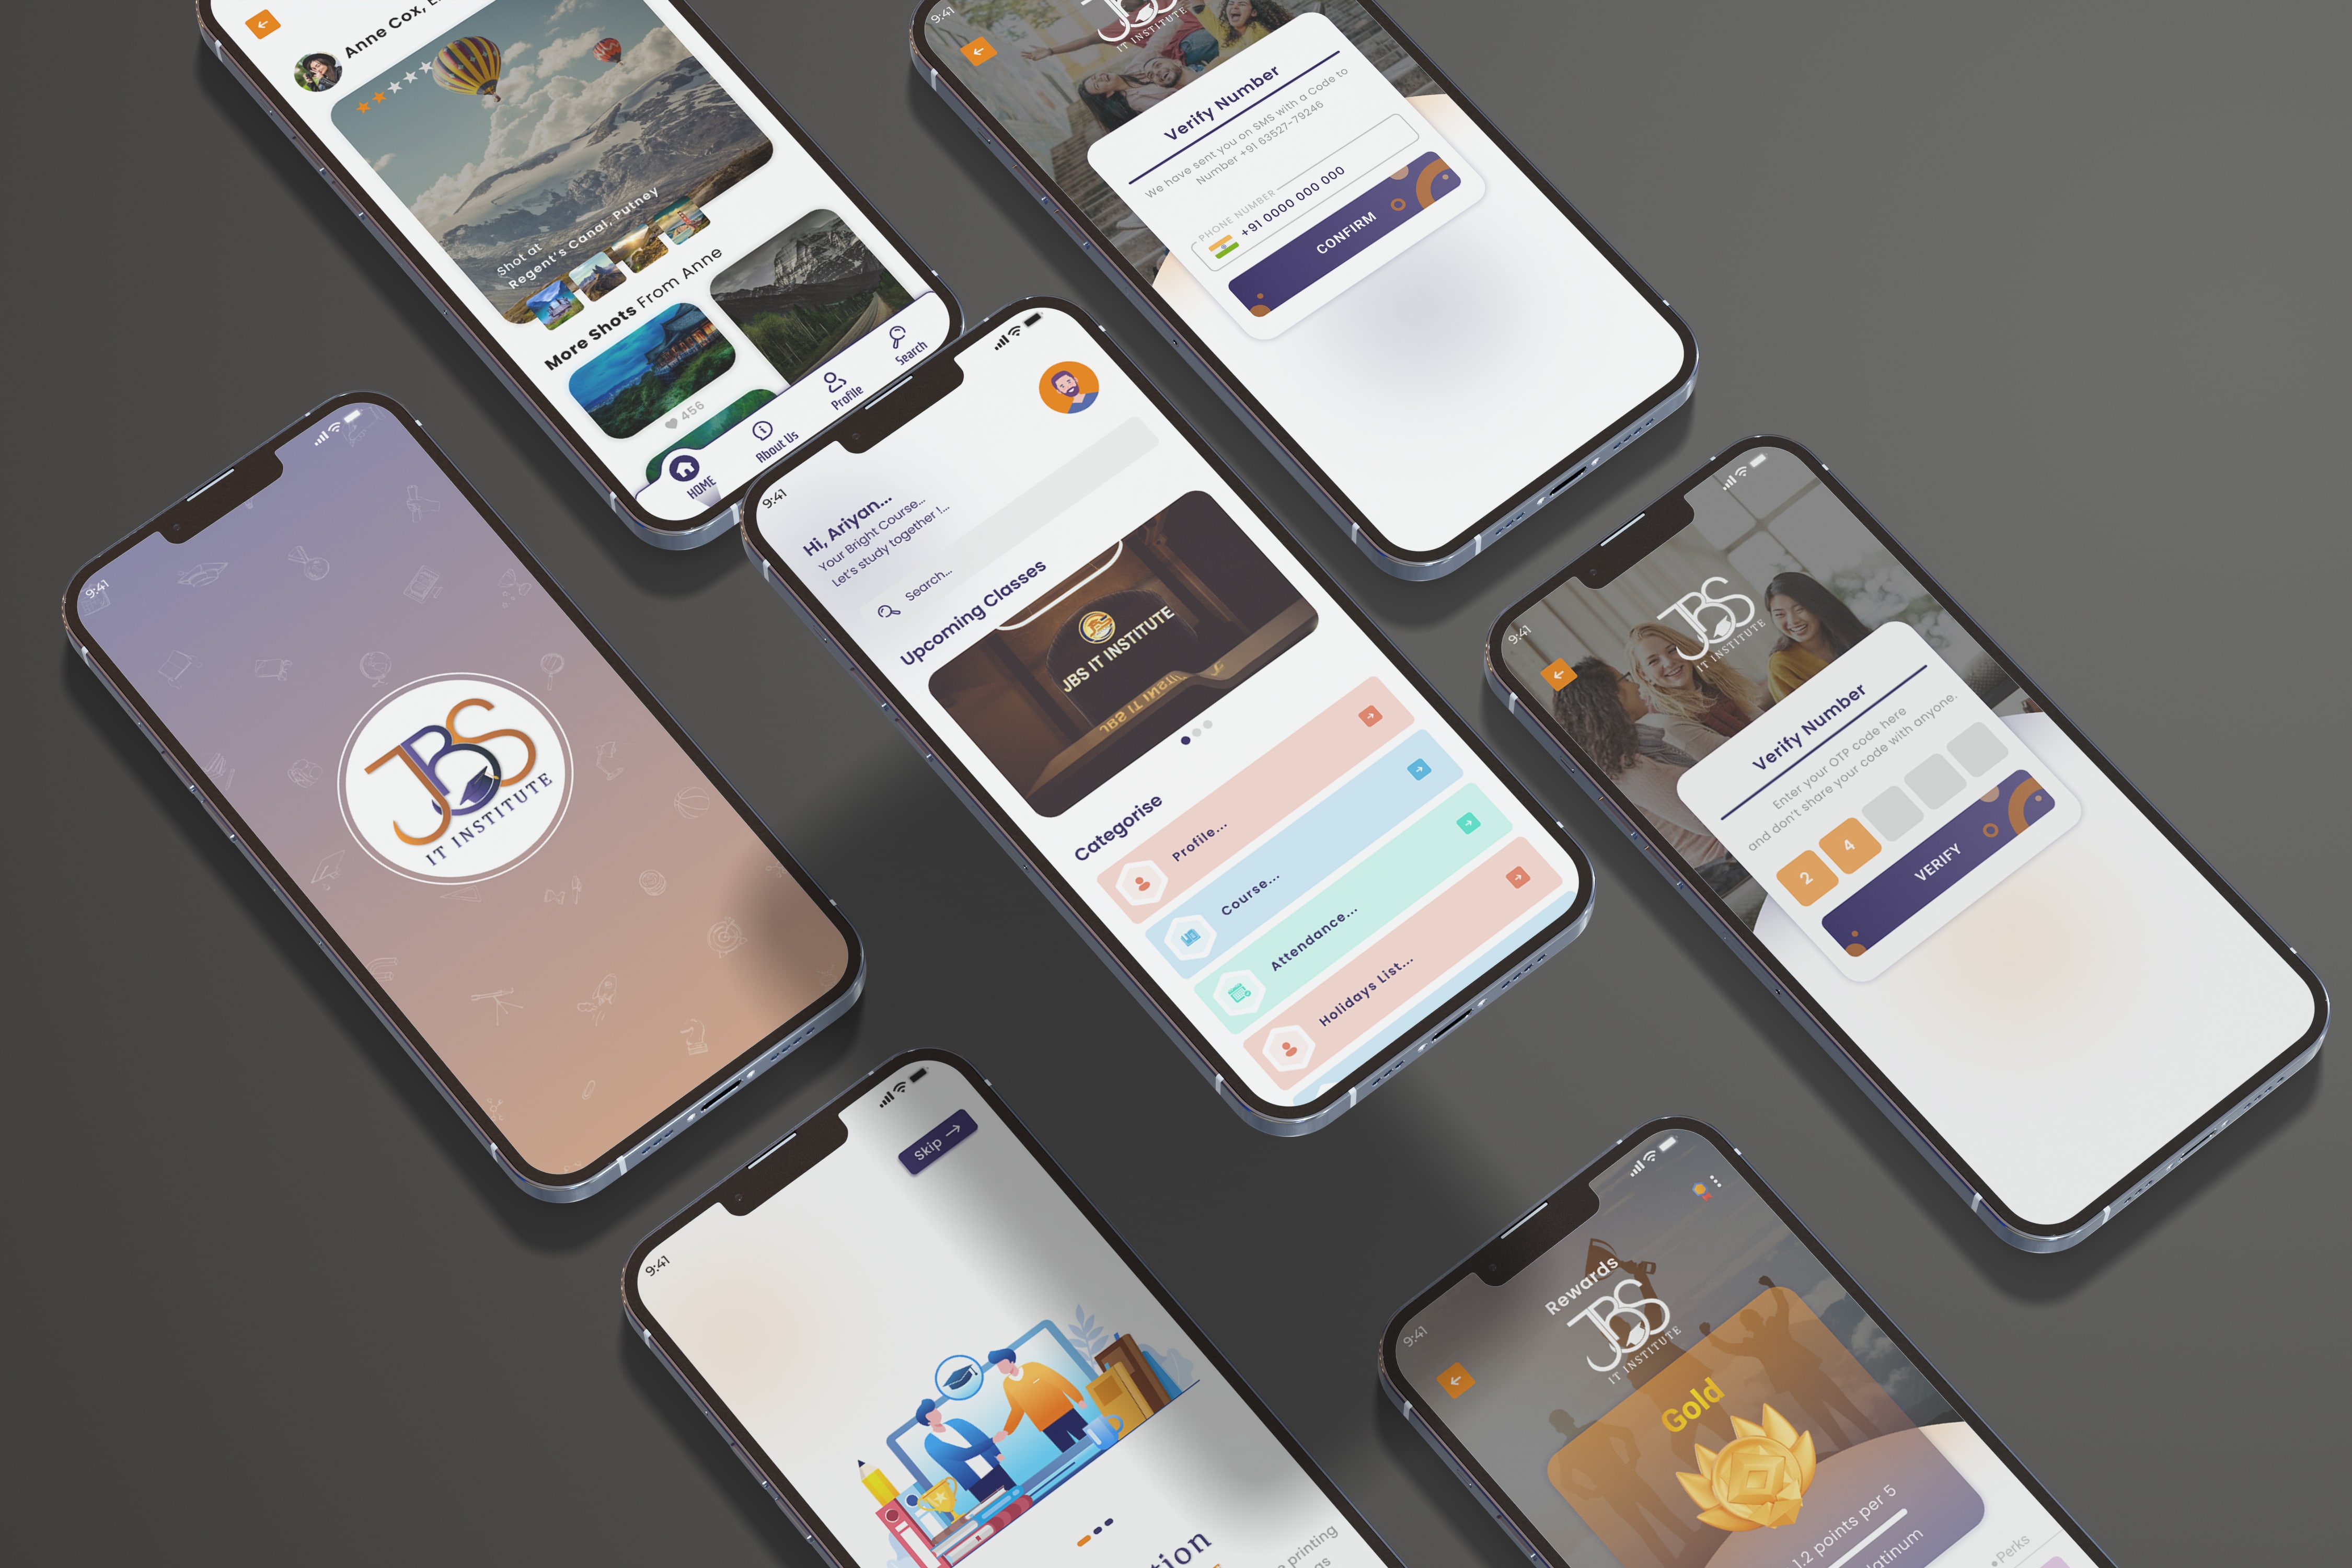 Anne Cox,
Shot at
Regent's Canal, Putney
More Shots From Anne
456
HOME
About Us
Profile
Search
9:41
JBS
IT INSTITUTE
Verify Number
We have sent you on SMS with a Code to
Number +91 63527-79246
PHONE NUMBER
+91 0000 000 000
CONFIRM
9:41
JBS
IT INSTITUTE
9:41
Hi, Ariyan...
Your Bright Course...
Let's study together !...
Search...
Upcoming Classes
JBS IT INSTITUTE
Categorise
Profile...
Course...
Attendance...
Holidays List...
9:41
JBS
IT INSTITUTE
Verify Number
Enter your OTP code here
and don't share your code with anyone.
2 4
VERIFY
9:41
Skip
printing
9:41
Rewards
JBS
IT INSTITUTE
Gold
1.2 points per 5
Perks